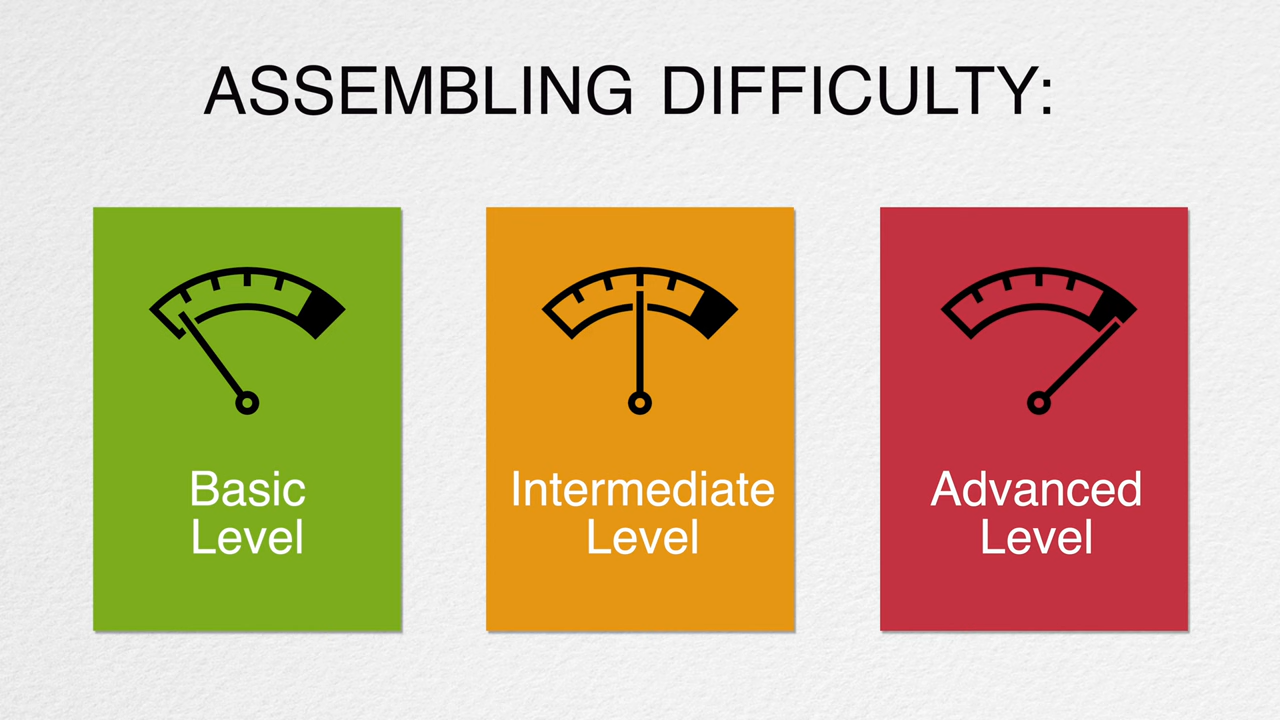 ASSEMBLING DIFFICULTY:
Basic
Level
Intermediate
Level
Advanced
Level